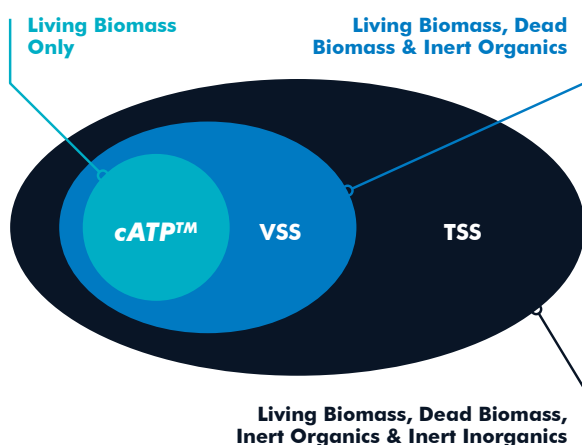 Living Biomass
Only
Living Biomass, Dead
Biomass & Inert Organics
cATP™
VSS
TSS
Living Biomass, Dead Biomass,
Inert Organics & Inert Inorganics